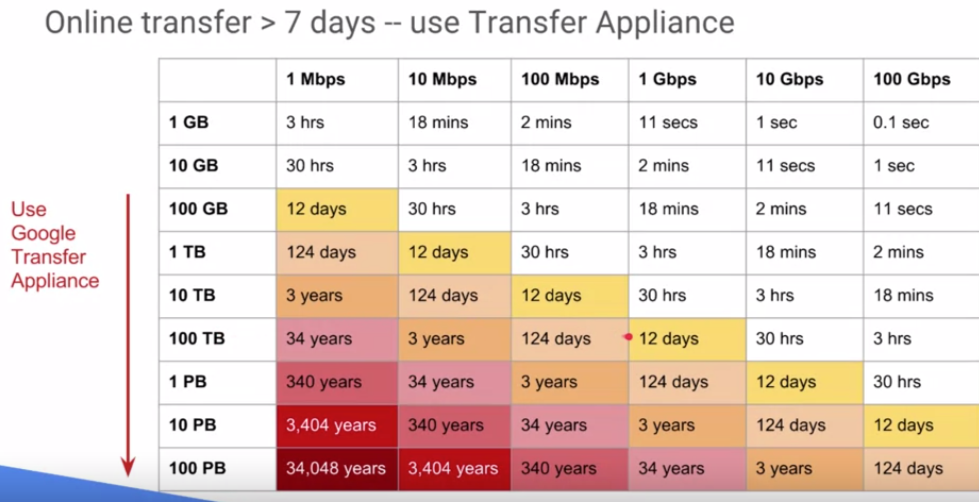 Online transfer > 7 days -- use Transfer Appliance
1 Mbps 10 Mbps 100 Mbps 1 Gbps 10 Gbps 100 Gbps
1 GB 3 hrs 18 mins 2 mins 11 secs 1 sec 0.1 sec
10 GB 30 hrs 3 hrs 18 mins 2 mins 11 secs 1 sec
Use
Google
Transfer
Appliance
100 GB 12 days 30 hrs 3 hrs 18 mins 2 mins 11 secs
1 TB 124 days 12 days 30 hrs 3 hrs 18 mins 2 mins
10 TB 3 years 124 days 12 days 30 hrs 3 hrs 18 mins
100 TB 34 years 3 years 124 days 12 days 30 hrs 3 hrs
1 PB 340 years 34 years 3 years 124 days 12 days 30 hrs
10 PB 3,404 years 340 years 34 years 3 years 124 days 12 days
100 PB 34,048 years 3,404 years 340 years 34 years 3 years 124 days